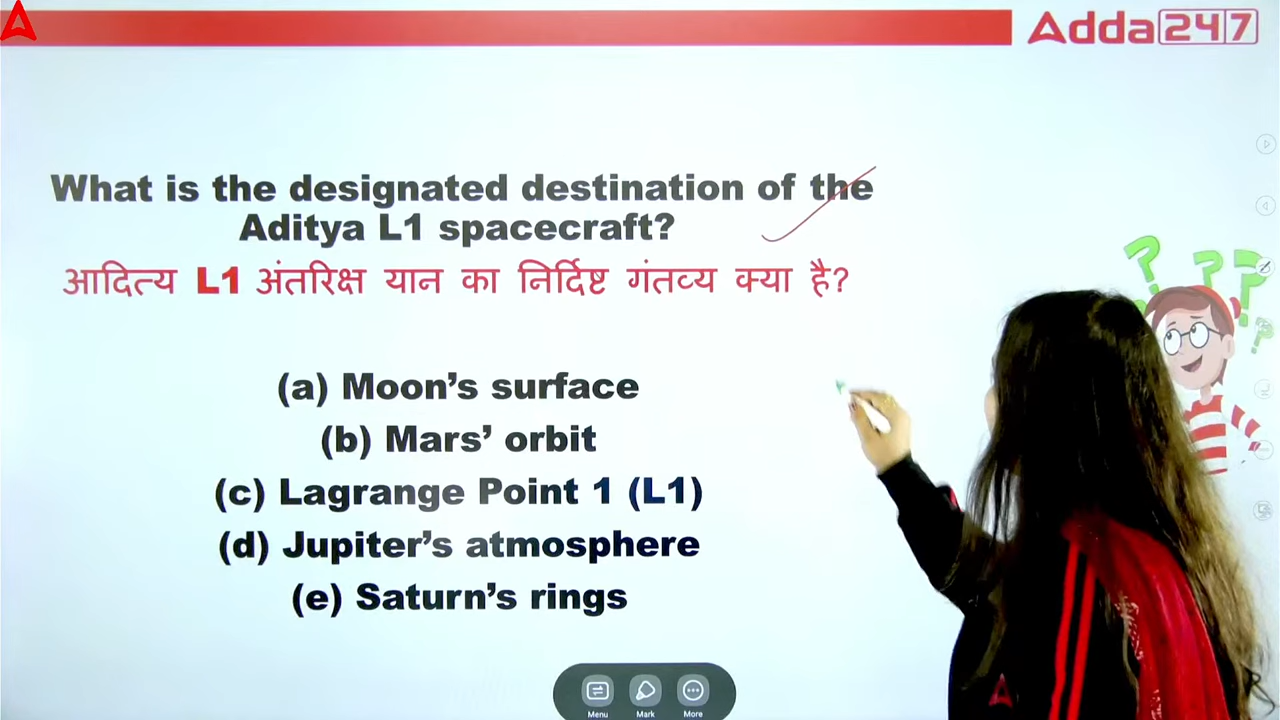 Adda247
What is the designated destination of the
Aditya L1 spacecraft?
आदित्य L1 अंतरिक्ष यान का निर्दिष्ट गंतव्य क्या है?
(a) Moon's surface
(b) Mars' orbit
(c) Lagrange Point 1 (L1)
(d) Jupiter's atmosphere
(e) Saturn's rings
Menu Mark More